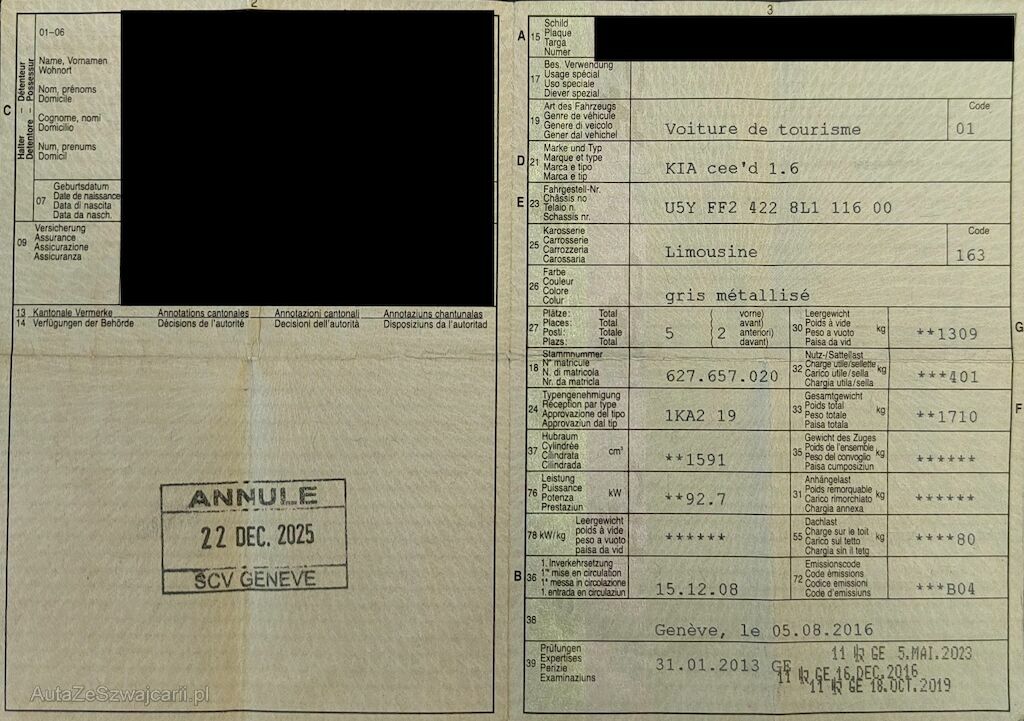 2
01-06
Name, Vornamen
Wohnort
Nom, prénoms
Domicile
Cognome, nomi
Domicilio
Num, prenums
Domicil
C
Halter – Détenteur
Detentore – Possessur
07
Geburtsdatum
Date de naissance
Data di nascita
Data da nasch.
09
Versicherung
Assurance
Assicurazione
Assicuranza
13 Kantonale Vermerke Annotations cantonales Annotazioni cantonali Annotaziuns chantunalas
14 Verfügungen der Behörde Décisions de l'autorité Decisioni dell'autorità Disposiziuns da l'autoritad
ANNULE
22 DEC. 2025
SCV GENEVE
AutaZeSzwajcarii.pl
3
A 15
Schild
Plaque
Targa
Numer
17
Bes. Verwendung
Usage spécial
Uso speciale
Diever spezial
19
Art des Fahrzeugs
Genre de véhicule
Genere di veicolo
Gener dal vehichel
Voiture de tourisme
Code
01
D 21
Marke und Typ
Marque et type
Marca e tipo
Marca e tip
KIA cee'd 1.6
E 23
Fahrgestell-Nr.
Châssis no
Telaio n.
Schassis nr.
U5Y FF2 422 8L1 116 00
25
Karosserie
Carrosserie
Carrozzeria
Carossaria
Limousine
Code
163
26
Farbe
Couleur
Colore
Colur
gris métallisé
27
Plätze: Total
Places: Total
Posti: Totale
Plazs: Total
5
( 2
vorne)
avant)
anteriori)
davant)
30
Leergewicht
Poids à vide
Peso a vuoto
Paisa da vid
kg
**1309
G
18
Stammnummer
N° matricule
N. di matricola
Nr. da matricla
627.657.020
32
Nutz-/Sattellast
Charge utile/sellette
Carico utile/sella
Chargia utila/sella
kg
***401
24
Typengenehmigung
Réception par type
Approvazione del tipo
Approvaziun dal tip
1KA2 19
33
Gesamtgewicht
Poids total
Peso totale
Paisa totala
kg
**1710
F
37
Hubraum
Cylindrée
Cilindrata
Cilindrada
cm³
**1591
35
Gewicht des Zuges
Poids de l'ensemble
Peso del convoglio
Paisa cumposiziun
kg
******
76
Leistung
Puissance
Potenza
Prestaziun
kW
**92.7
31
Anhängelast
Poids remorquable
Carico rimorchiato
Chargia annexa
kg
******
78 kW/kg
Leergewicht
poids à vide
peso a vuoto
paisa da vid
******
55
Dachlast
Charge sur le toit
Carico sul tetto
Chargia sin il tetg
kg
****80
B 36
1. Inverkehrsetzung
1re mise en circulation
1a messa in circolazione
1. entrada en circulaziun
15.12.08
72
Emissionscode
Code émissions
Codice emissioni
Code d'emissiuns
***B04
38
Genève, le 05.08.2016
39
Prüfungen
Expertises
Perizie
Examinaziuns
31.01.2013 GE
11 GE 5.MAI.2023
11 GE 16.DEC.2016
11 GE 18.OCT.2019